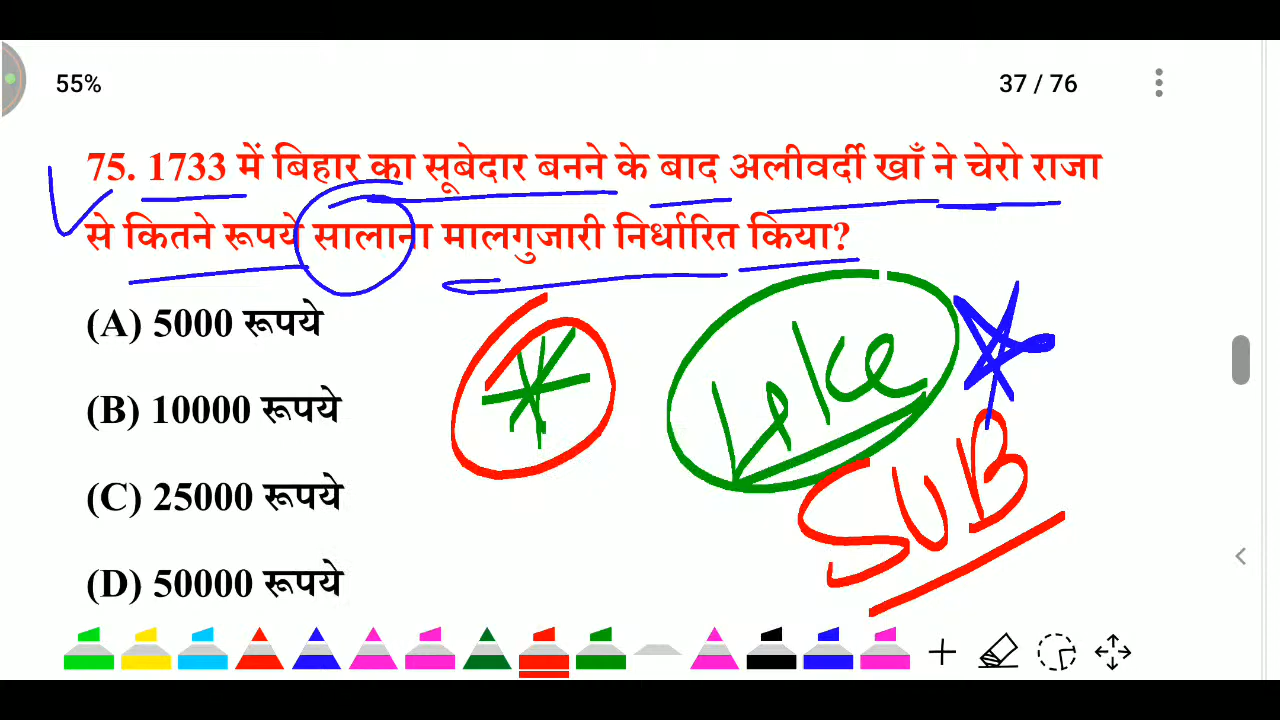 55%
37 / 76
75. 1733 में बिहार का सूबेदार बनने के बाद अलीवर्दी खाँ ने चेरो राजा
से कितने रूपये सालाना मालगुजारी निर्धारित किया?
(A) 5000 रूपये
(B) 10000 रूपये
(C) 25000 रूपये
(D) 50000 रूपये
Like
SUB